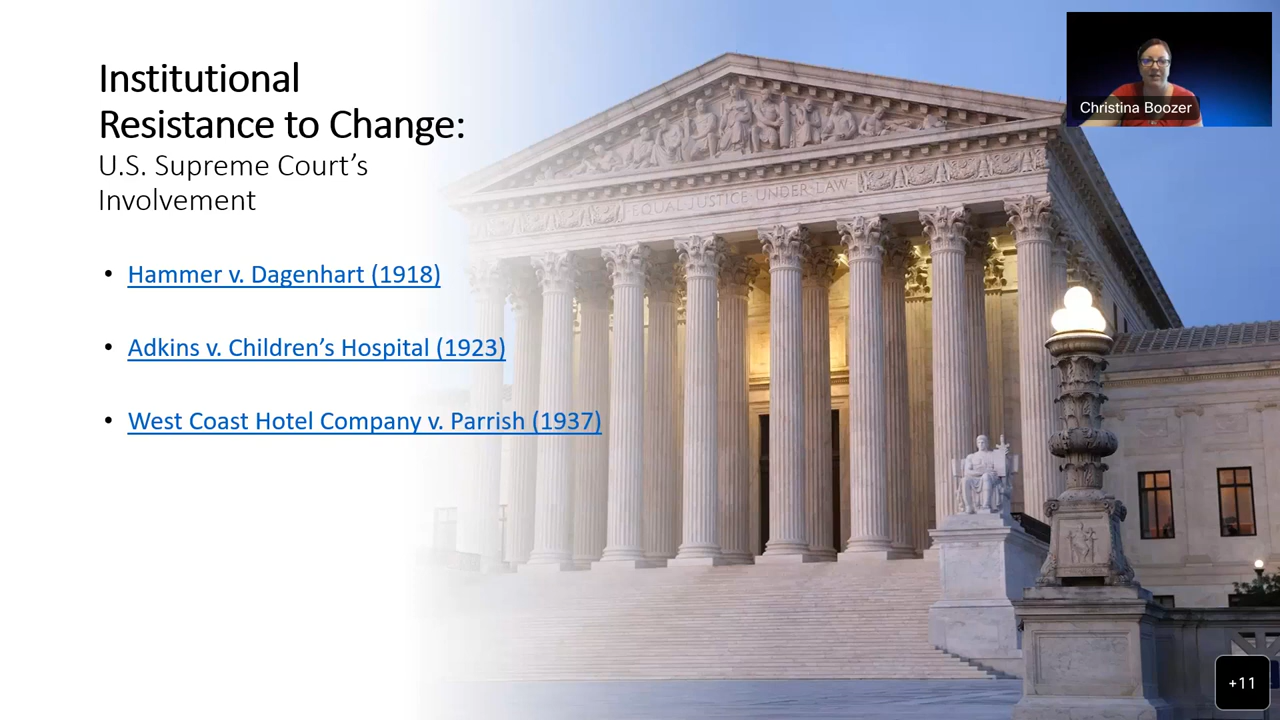 Institutional
Resistance to Change:
U.S. Supreme Court’s
Involvement
• Hammer v. Dagenhart (1918)
• Adkins v. Children’s Hospital (1923)
• West Coast Hotel Company v. Parrish (1937)
EQUAL JUSTICE UNDER LAW
Christina Boozer
+11